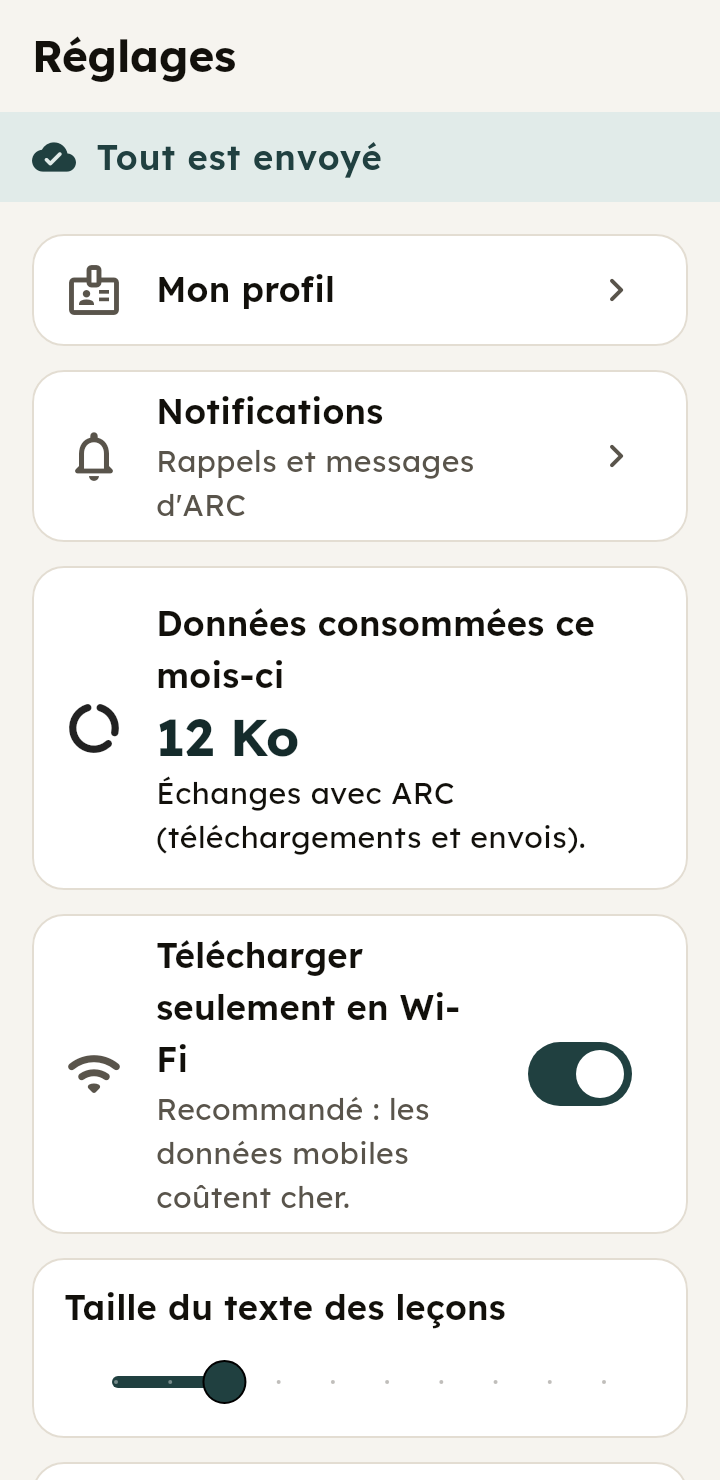 Réglages
Tout est envoyé
Mon profil
Notifications
Rappels et messages
d'ARC
Données consommées ce
mois-ci
12 Ko
Échanges avec ARC
(téléchargements et envois).
Télécharger
seulement en Wi-
Fi
Recommandé : les
données mobiles
coûtent cher.
Taille du texte des leçons